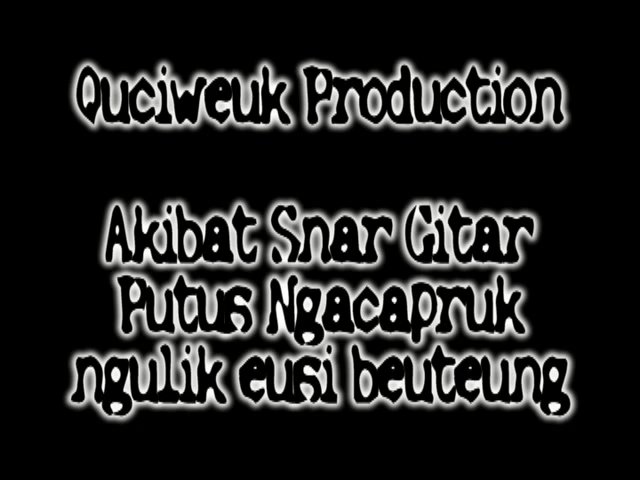 Quciweuk Production
Akibat Snar Gitar
Putus Ngacapruk
ngulik eusi beuteung